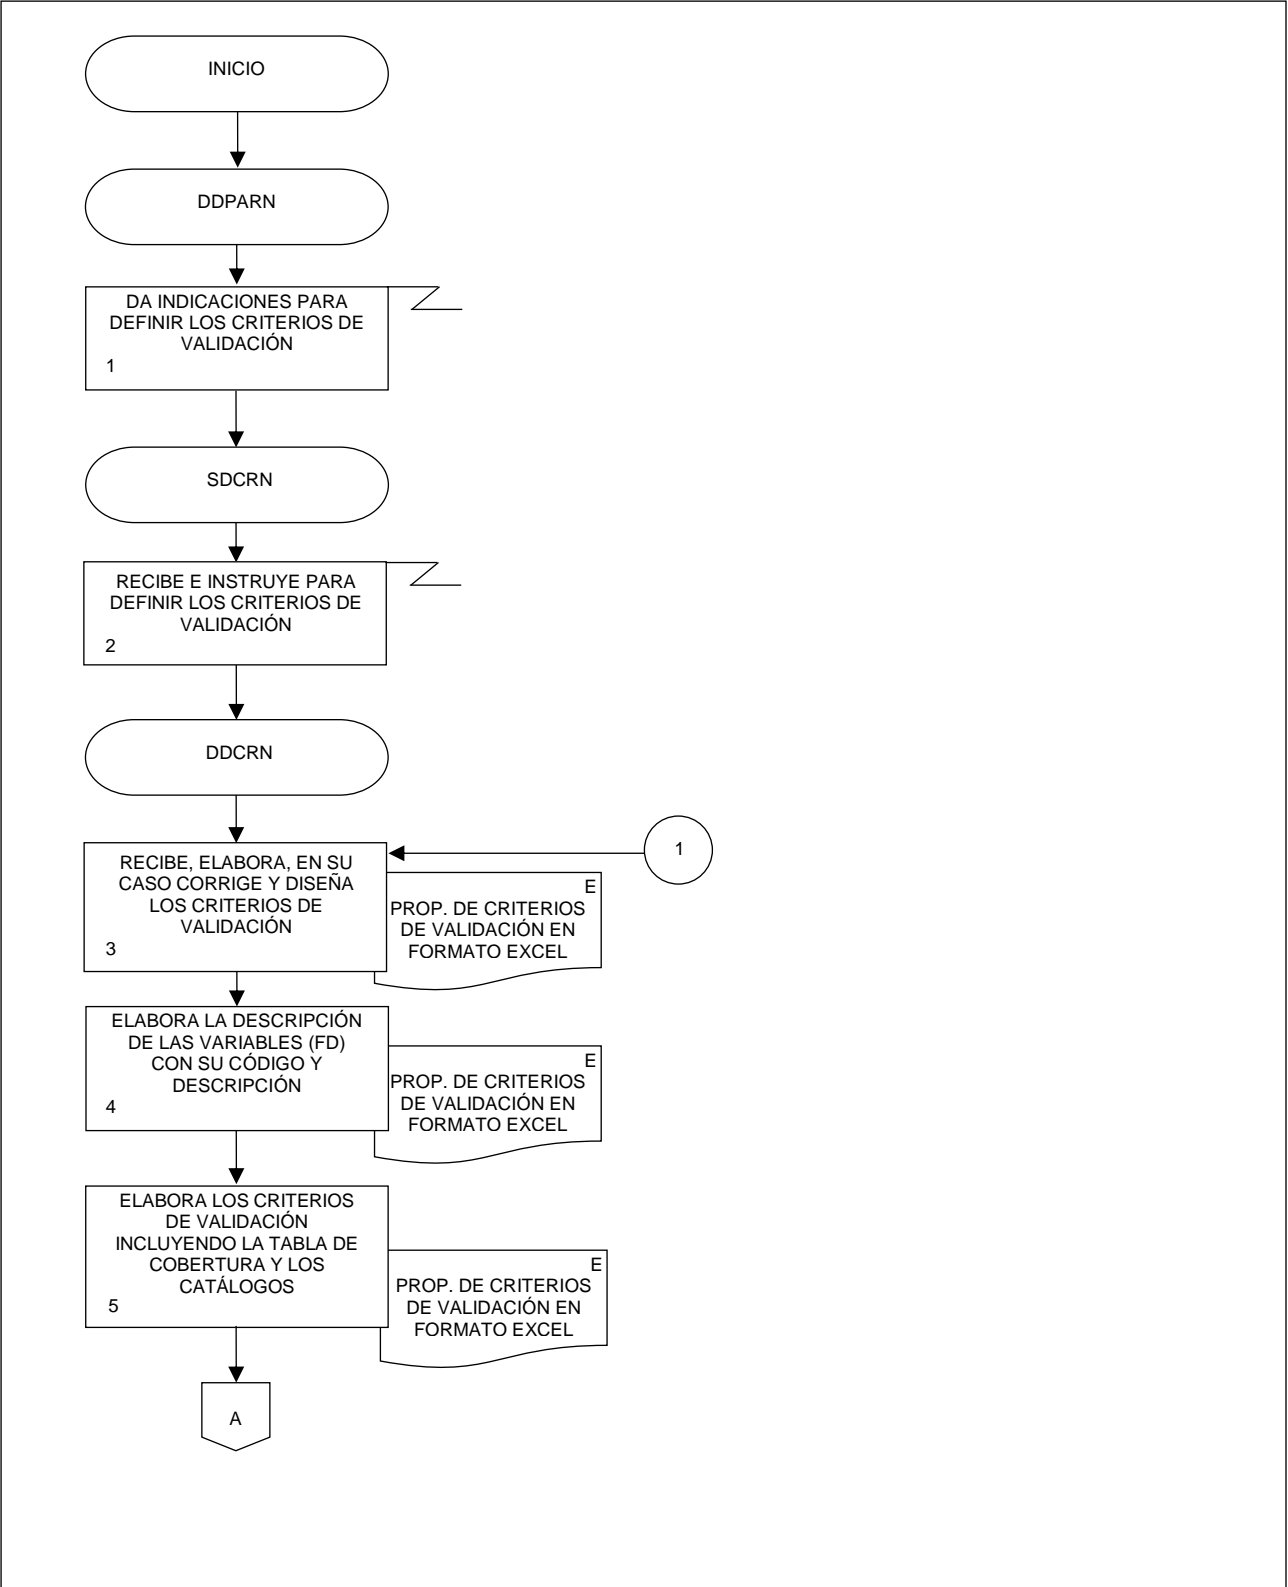 INICIO
DDPARN
DA INDICACIONES PARA
DEFINIR LOS CRITERIOS DE
VALIDACIÓN
1
SDCRN
RECIBE E INSTRUYE PARA
DEFINIR LOS CRITERIOS DE
VALIDACIÓN
2
DDCRN
1
RECIBE, ELABORA, EN SU
CASO CORRIGE Y DISEÑA
LOS CRITERIOS DE
VALIDACIÓN
3
E
PROP. DE CRITERIOS
DE VALIDACIÓN EN
FORMATO EXCEL
ELABORA LA DESCRIPCIÓN
DE LAS VARIABLES (FD)
CON SU CÓDIGO Y
DESCRIPCIÓN
4
E
PROP. DE CRITERIOS
DE VALIDACIÓN EN
FORMATO EXCEL
ELABORA LOS CRITERIOS
DE VALIDACIÓN
INCLUYENDO LA TABLA DE
COBERTURA Y LOS
CATÁLOGOS
5
E
PROP. DE CRITERIOS
DE VALIDACIÓN EN
FORMATO EXCEL
A